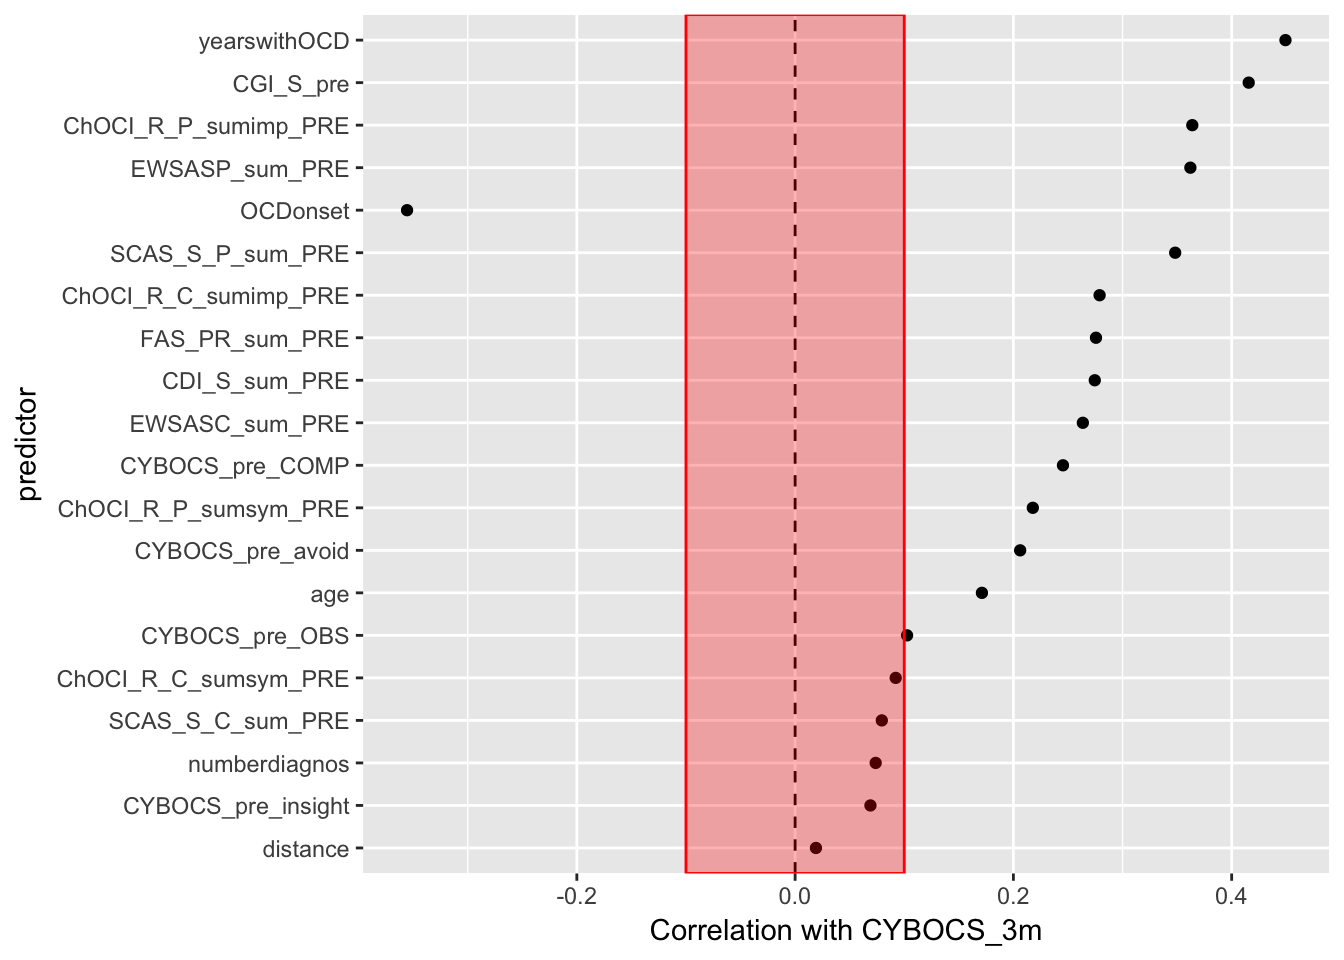 predictor
yearswithOCD
CGI_S_pre
ChOCI_R_P_sumimp_PRE
EWSASP_sum_PRE
OCDonset
SCAS_S_P_sum_PRE
ChOCI_R_C_sumimp_PRE
FAS_PR_sum_PRE
CDI_S_sum_PRE
EWSASC_sum_PRE
CYBOCS_pre_COMP
ChOCI_R_P_sumsym_PRE
CYBOCS_pre_avoid
age
CYBOCS_pre_OBS
ChOCI_R_C_sumsym_PRE
SCAS_S_C_sum_PRE
numberdiagnos
CYBOCS_pre_insight
distance
-0.2 0.0 0.2 0.4
Correlation with CYBOCS_3m